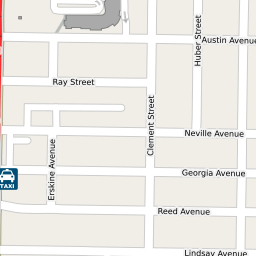 Huber Street
Austin Avenue
Ray Street
Clement Street
Neville Avenue
Erskine Avenue
Georgia Avenue
TAXI
Reed Avenue
Lindsay Avenue